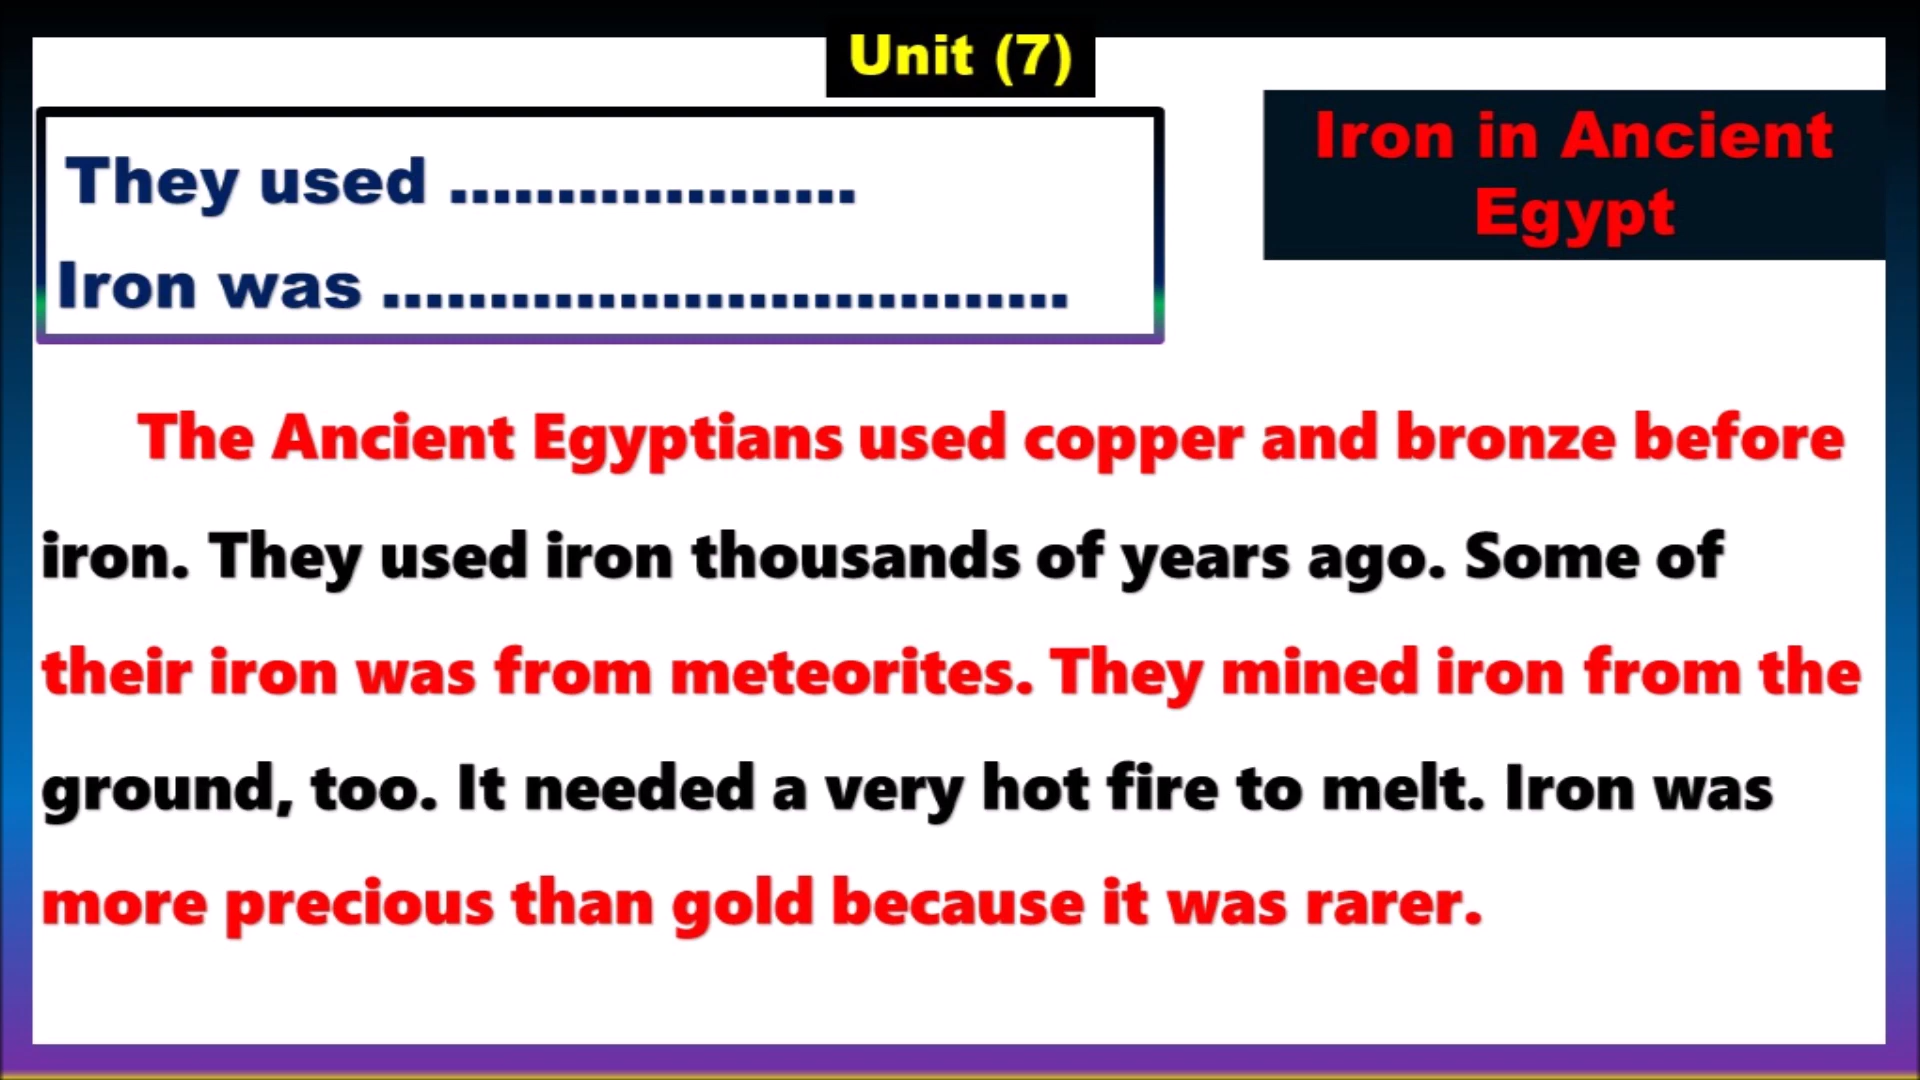 Unit (7)
They used ...................
Iron was ................................
Iron in Ancient
Egypt
The Ancient Egyptians used copper and bronze before
iron. They used iron thousands of years ago. Some of
their iron was from meteorites. They mined iron from the
ground, too. It needed a very hot fire to melt. Iron was
more precious than gold because it was rarer.